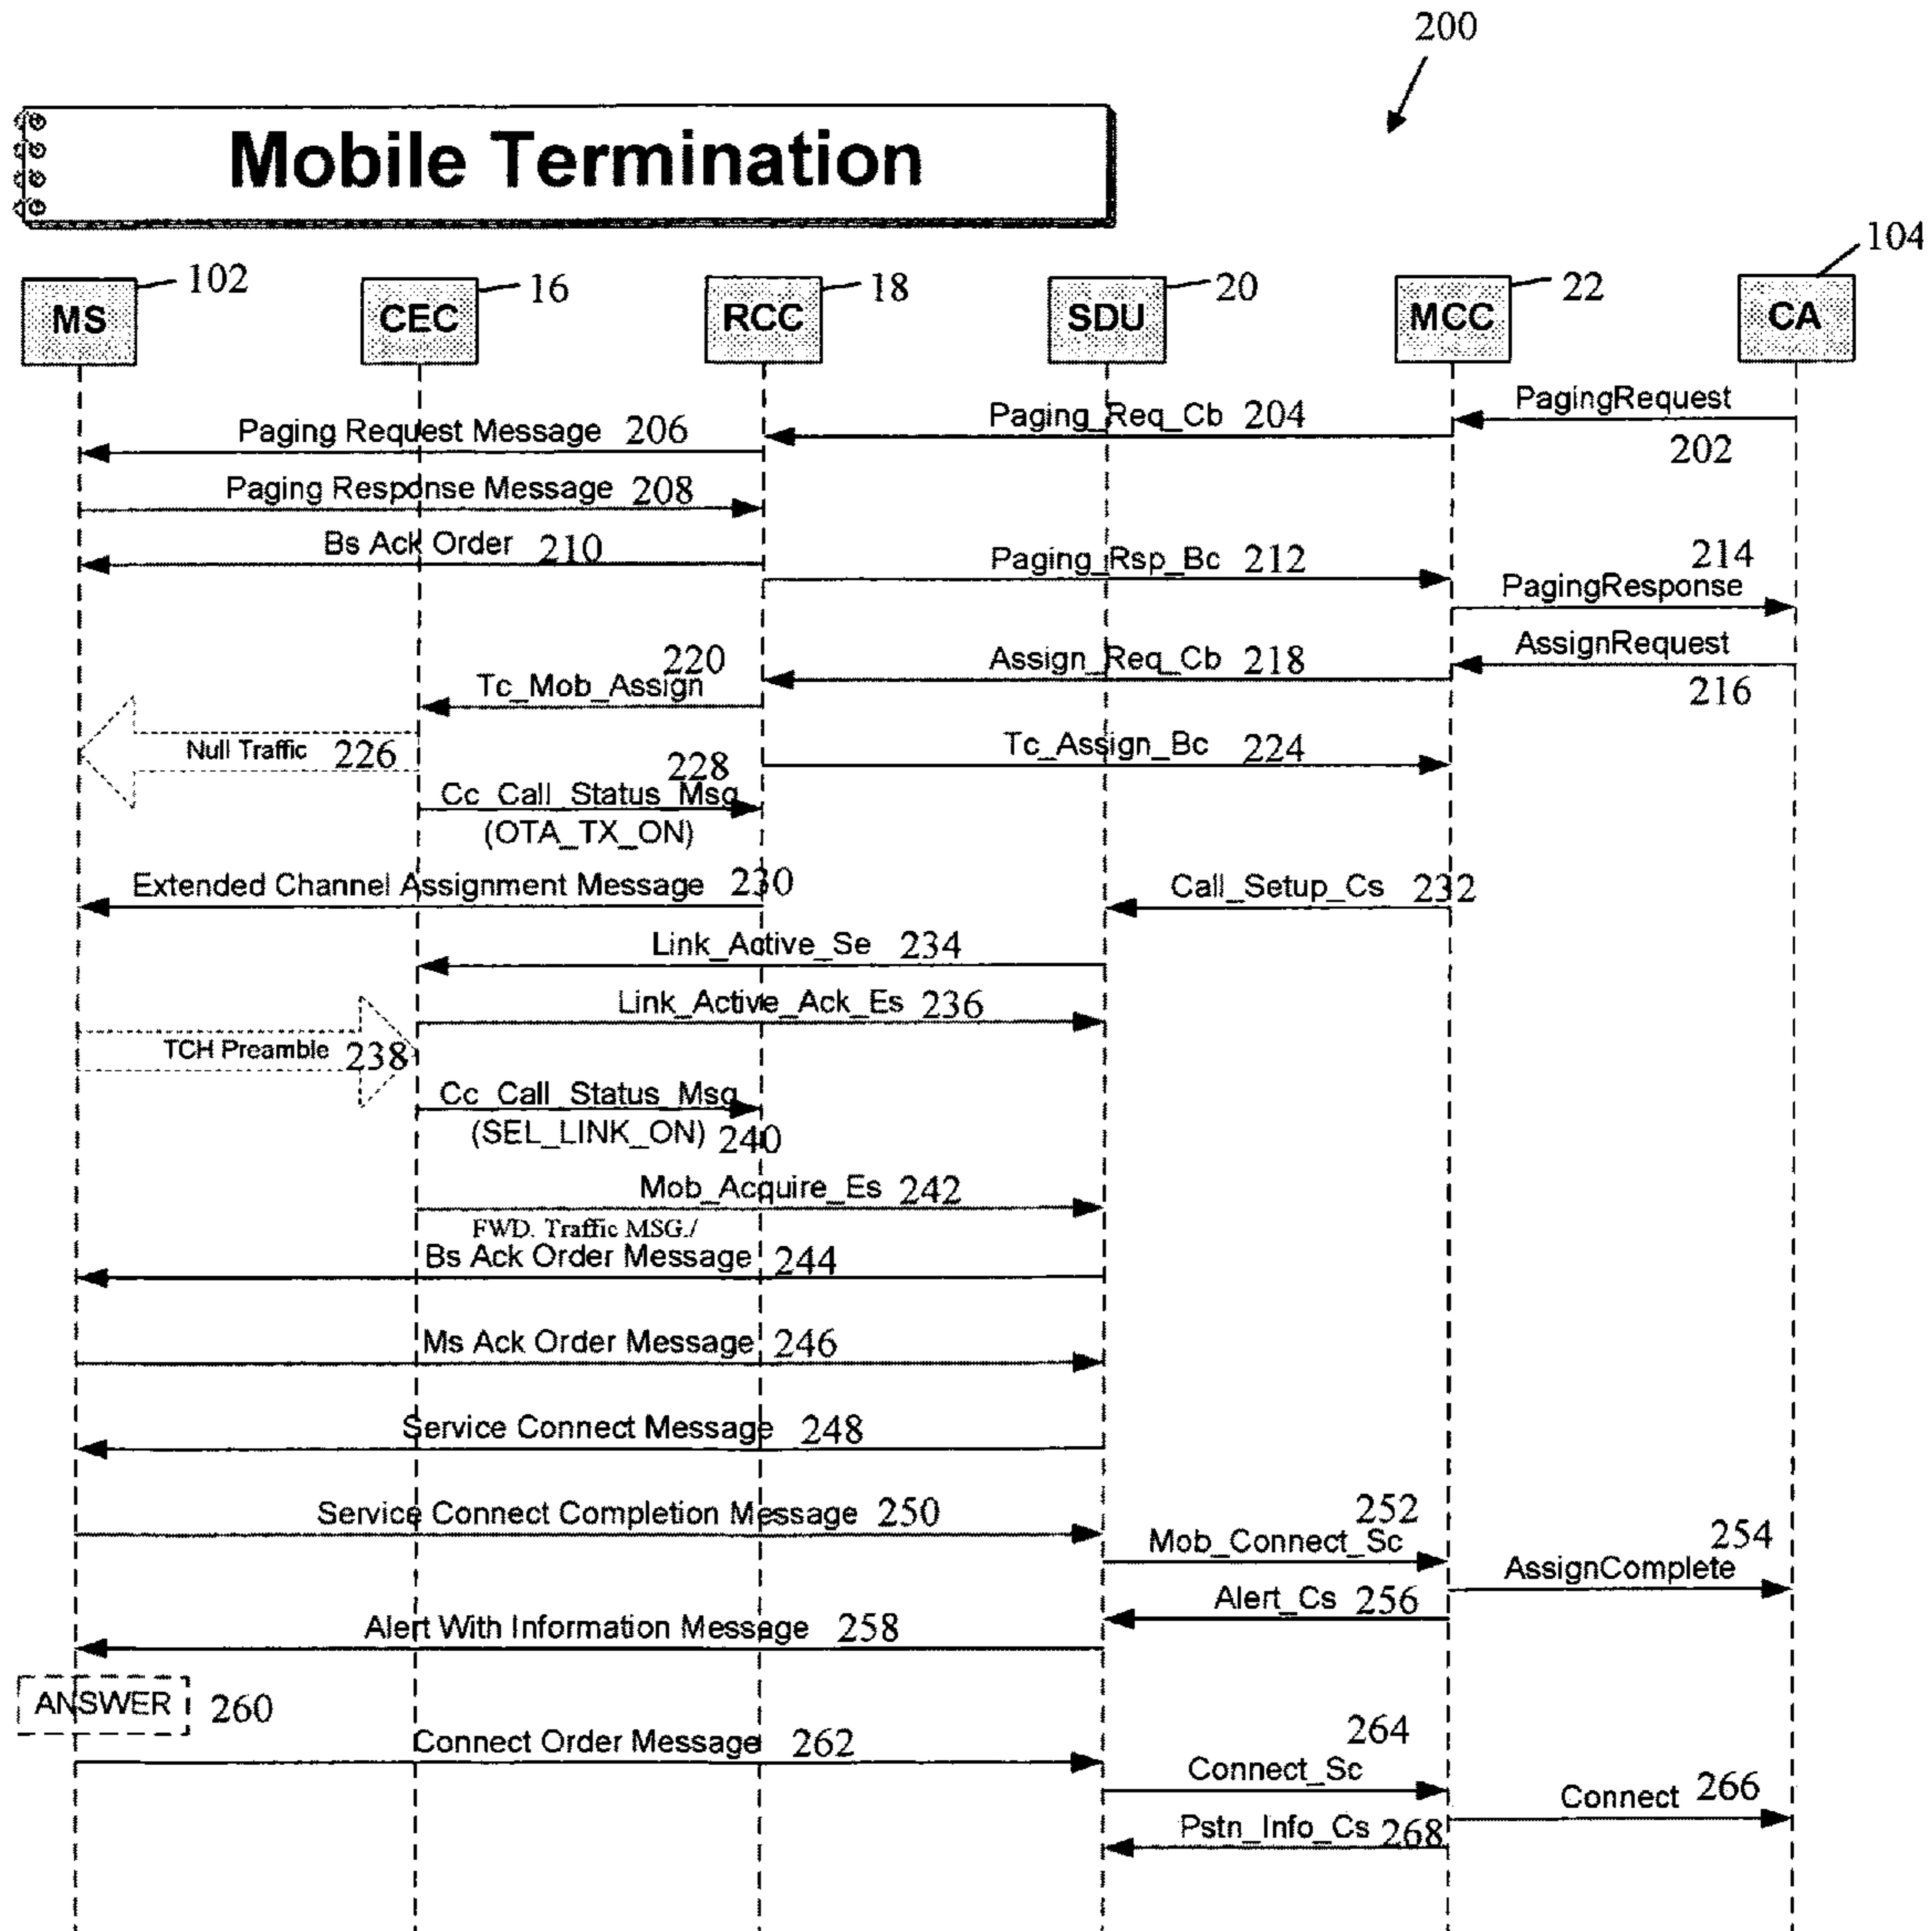 200
Mobile Termination
104
102
16
18
20
22
MS
CEC
RCC
SDU
MCC
CA
PagingRequest
202
Paging_Req_Cb 204
Paging Request Message 206
Paging Response Message 208
Bs Ack Order 210
Paging_Rsp_Bc 212
214
PagingResponse
AssignRequest
216
Assign_Req_Cb 218
220
Tc_Mob_Assign
Null Traffic 226
Tc_Assign_Bc 224
228
Cc_Call_Status_Msg
(OTA_TX_ON)
Extended Channel Assignment Message 230
Call_Setup_Cs 232
Link_Active_Se 234
Link_Active_Ack_Es 236
TCH Preamble 238
Cc_Call_Status_Msg
(SEL_LINK_ON) 240
Mob_Acquire_Es 242
FWD. Traffic MSG./
Bs Ack Order Message 244
Ms Ack Order Message 246
Service Connect Message 248
Service Connect Completion Message 250
252
Mob_Connect_Sc
254
AssignComplete
Alert_Cs 256
Alert With Information Message 258
ANSWER 260
Connect Order Message 262
264
Connect_Sc
Connect 266
Pstn_Info_Cs 268